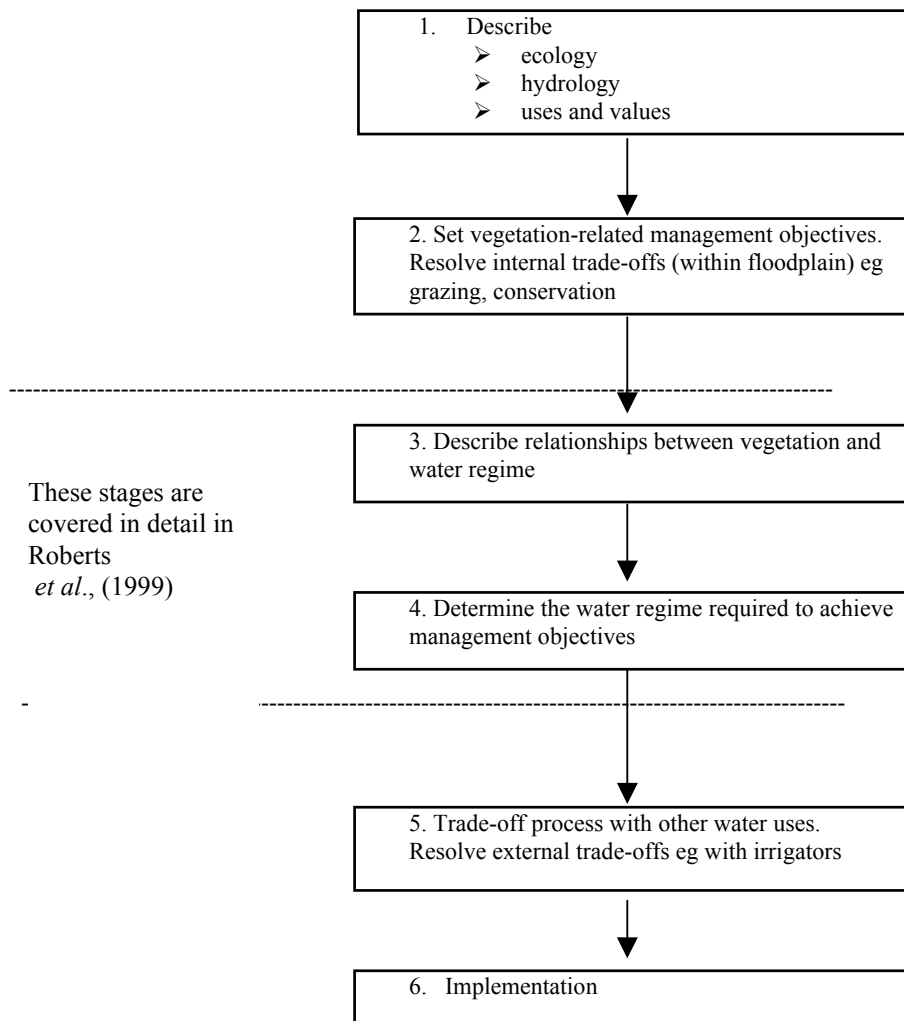 1. Describe
➢ ecology
➢ hydrology
➢ uses and values
2. Set vegetation-related management objectives.
Resolve internal trade-offs (within floodplain) eg
grazing, conservation
3. Describe relationships between vegetation and
water regime
These stages are
covered in detail in
Roberts
et al., (1999)
4. Determine the water regime required to achieve
management objectives
5. Trade-off process with other water uses.
Resolve external trade-offs eg with irrigators
6. Implementation